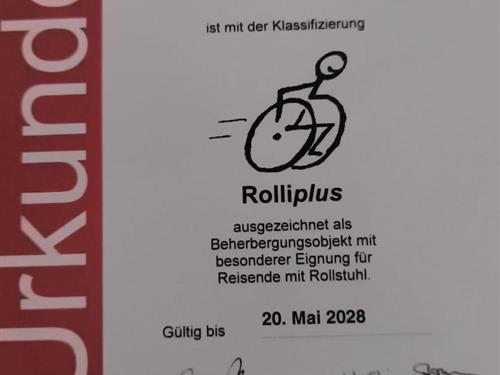 Urkunde
ist mit der Klassifizierung
Rolliplus
ausgezeichnet als
Beherbergungsobjekt mit
besonderer Eignung für
Reisende mit Rollstuhl.
Gültig bis 20. Mai 2028